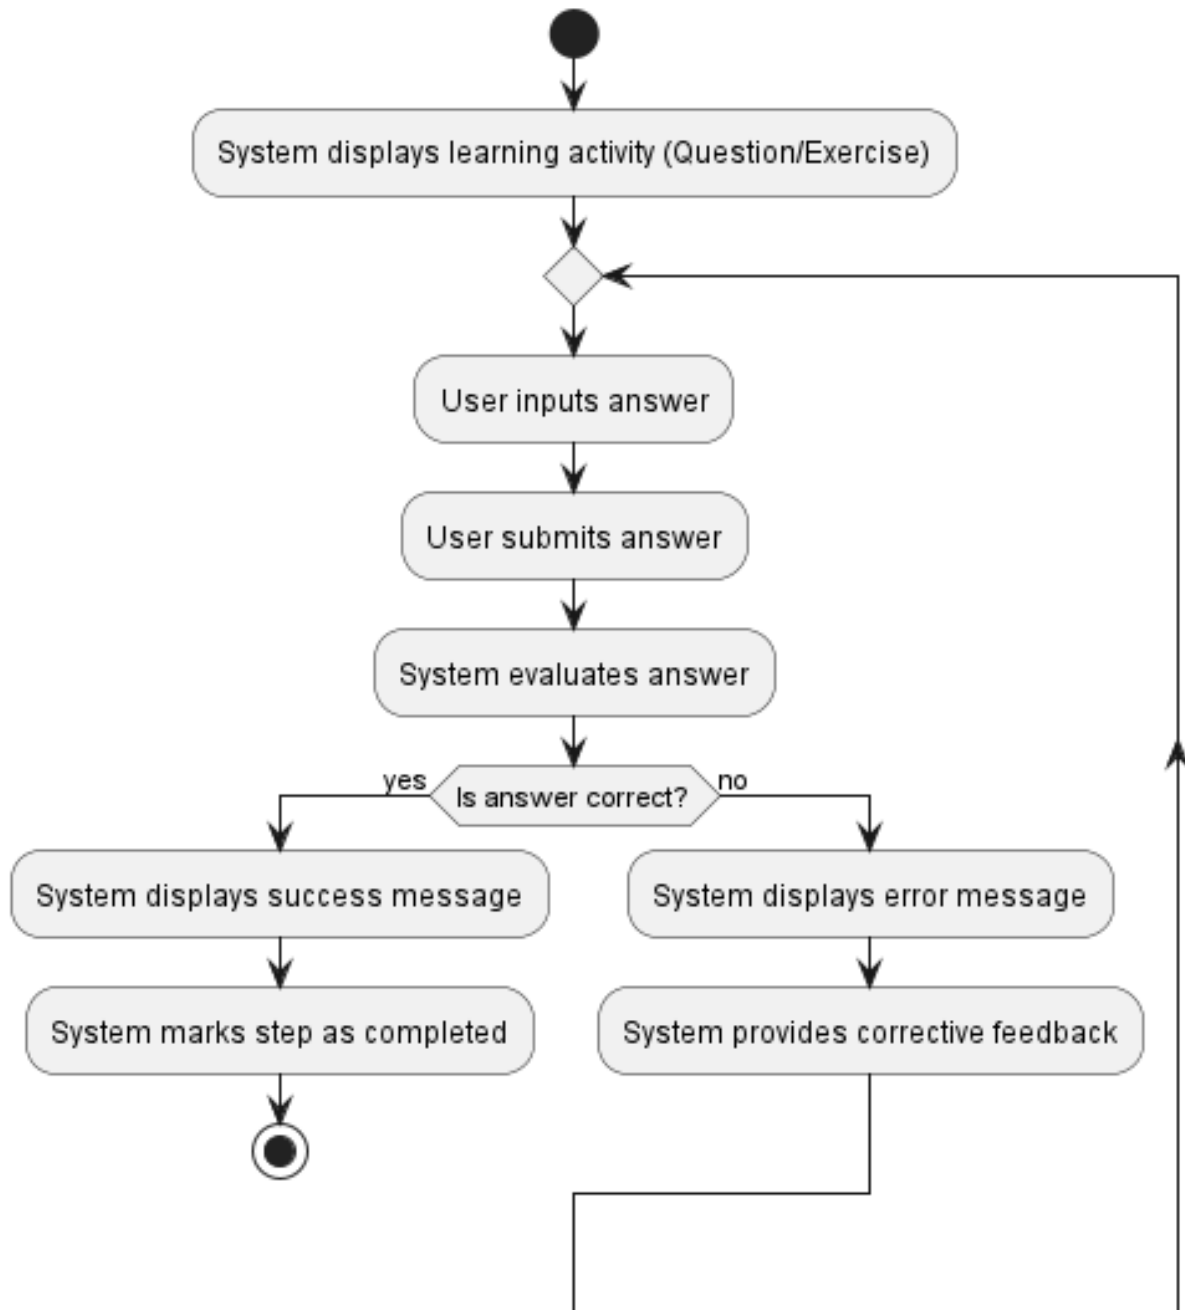 System displays learning activity (Question/Exercise)
User inputs answer
User submits answer
System evaluates answer
yes
Is answer correct?
no
System displays success message
System displays error message
System marks step as completed
System provides corrective feedback